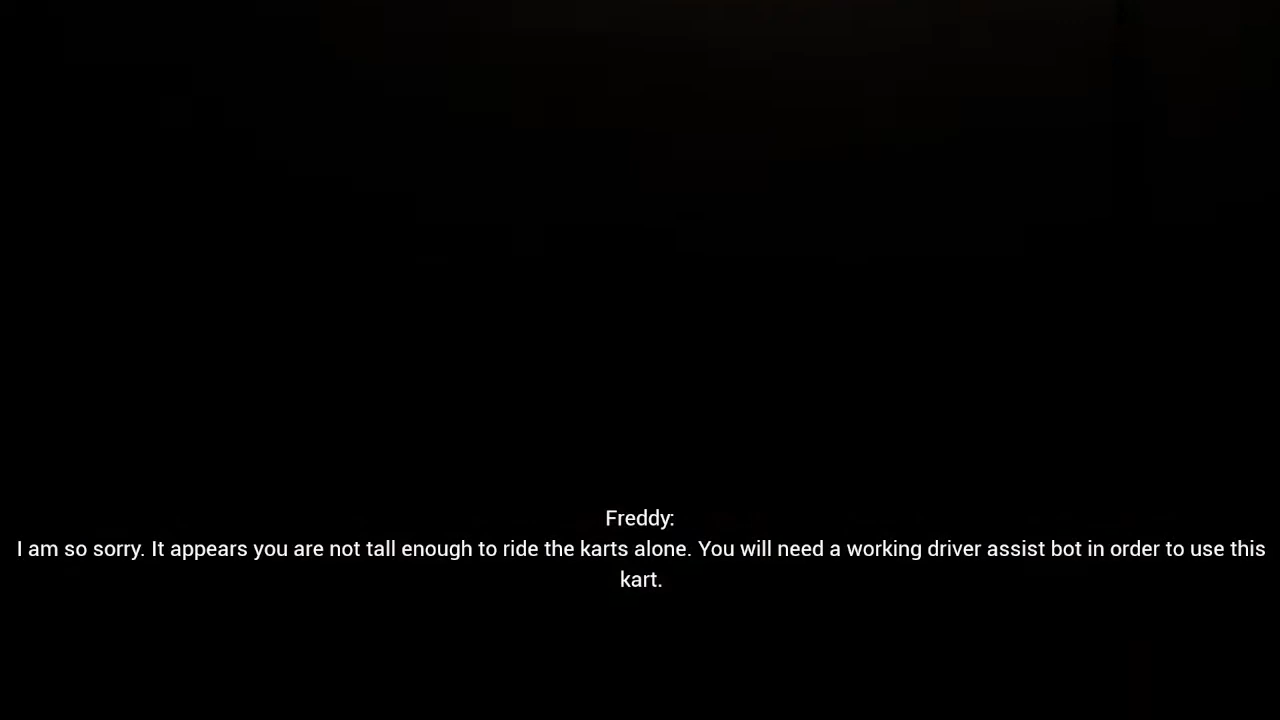 Freddy:
I am so sorry. It appears you are not tall enough to ride the karts alone. You will need a working driver assist bot in order to use this
kart.